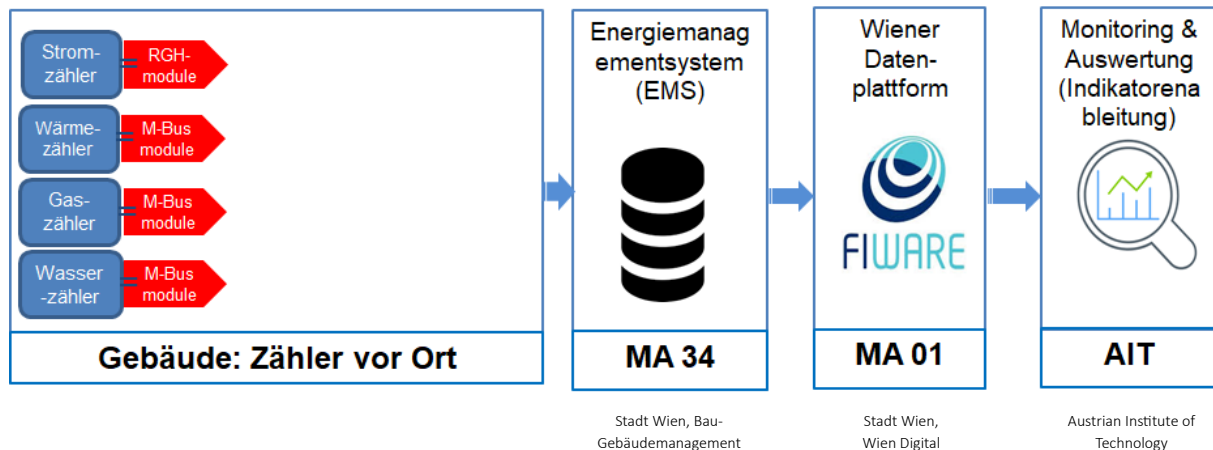 Strom-
zähler
RGH-
module
Wärme-
zähler
M-Bus
module
Gas-
zähler
M-Bus
module
Wasser
-zähler
M-Bus
module
Gebäude: Zähler vor Ort
Energiemanag
ementsystem
(EMS)
MA 34
Stadt Wien, Bau-
Gebäudemanagement
Wiener
Daten-
plattform
FIWARE
MA 01
Stadt Wien,
Wien Digital
Monitoring &
Auswertung
(Indikatorena
bleitung)
AIT
Austrian Institute of
Technology